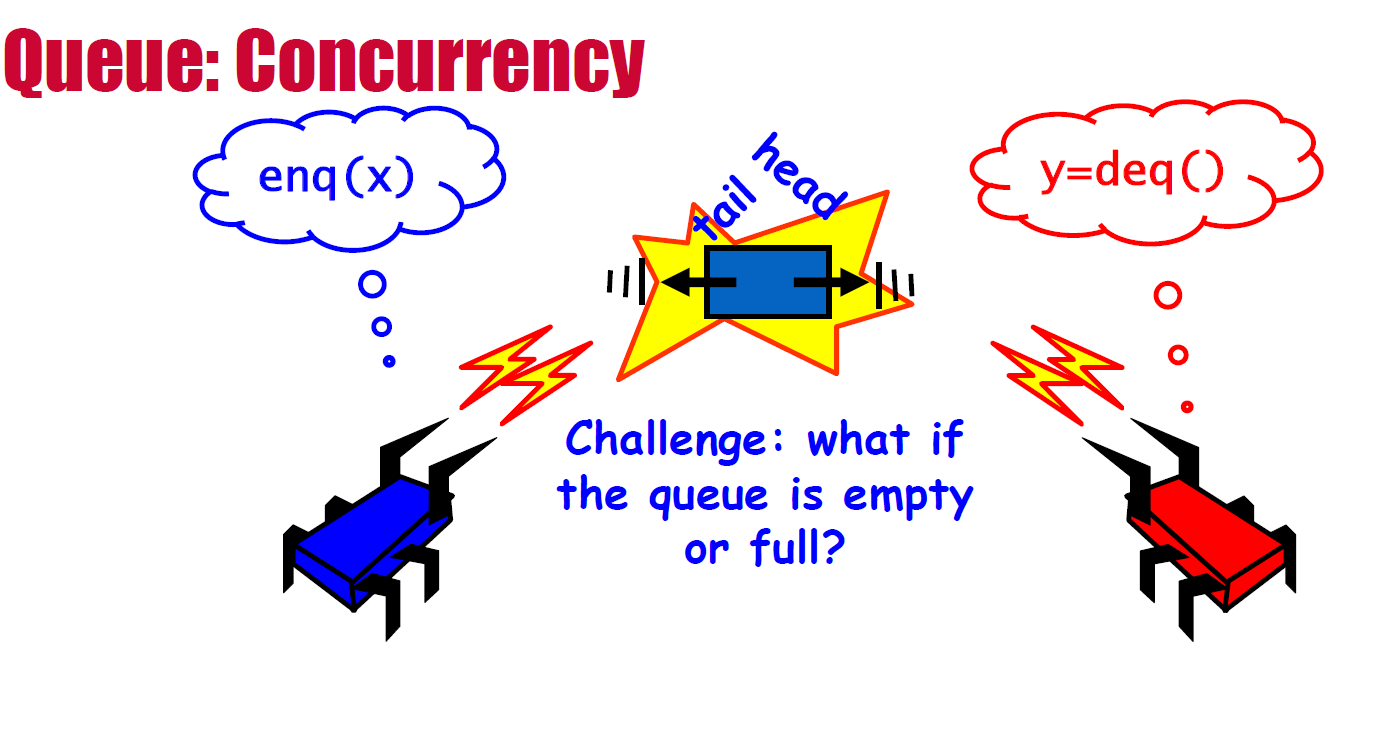 Queue: Concurrency
enq(x)
tail
head
y=deq()
Challenge: what if
the queue is empty
or full?